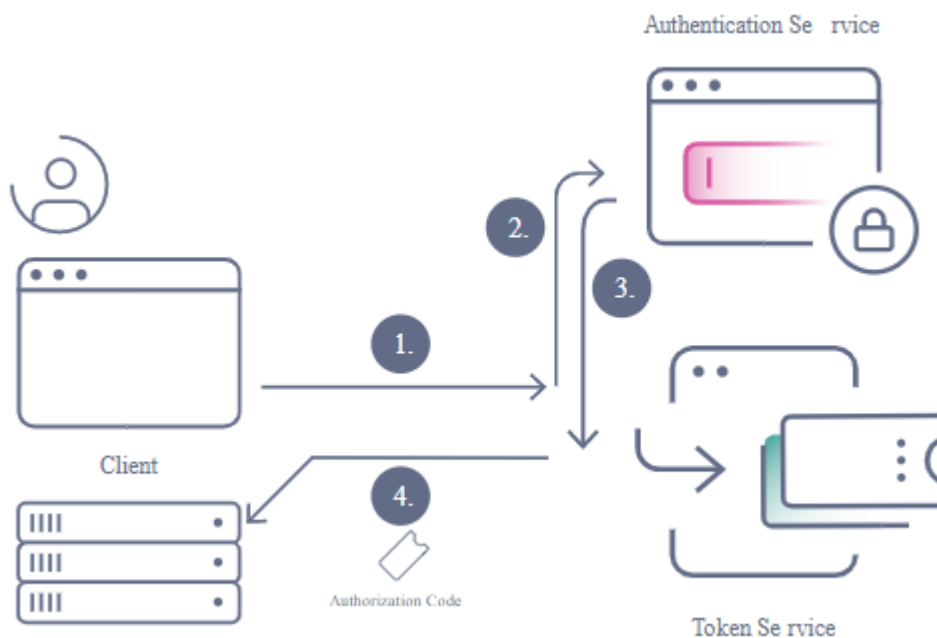 Authentication Se rvice
2.
3.
1.
Client
4.
Authorization Code
Token Se rvice